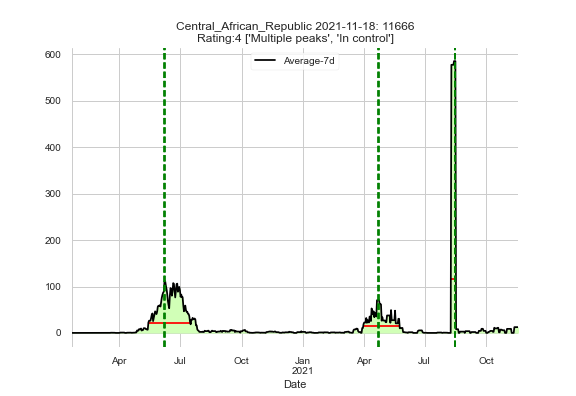 Central_African_Republic 2021-11-18: 11666
Rating:4 ['Multiple peaks', 'In control']
Average-7d
600
500
400
300
200
100
0
Apr Jul Oct Jan Apr Jul Oct
2021
Date